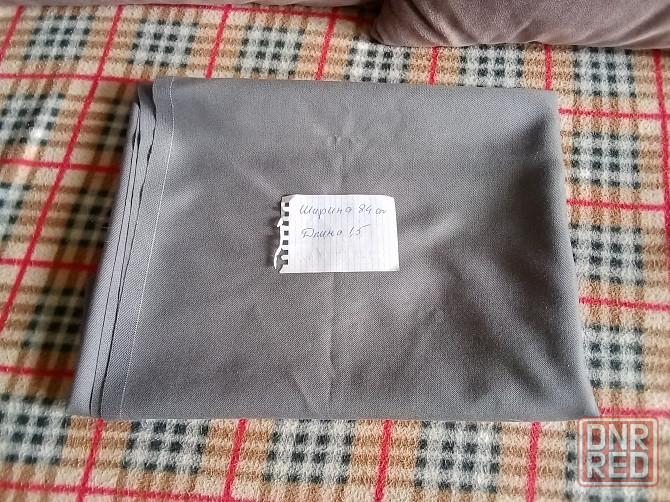 Ширина 84 см
Длина 1,5
DNR
RED